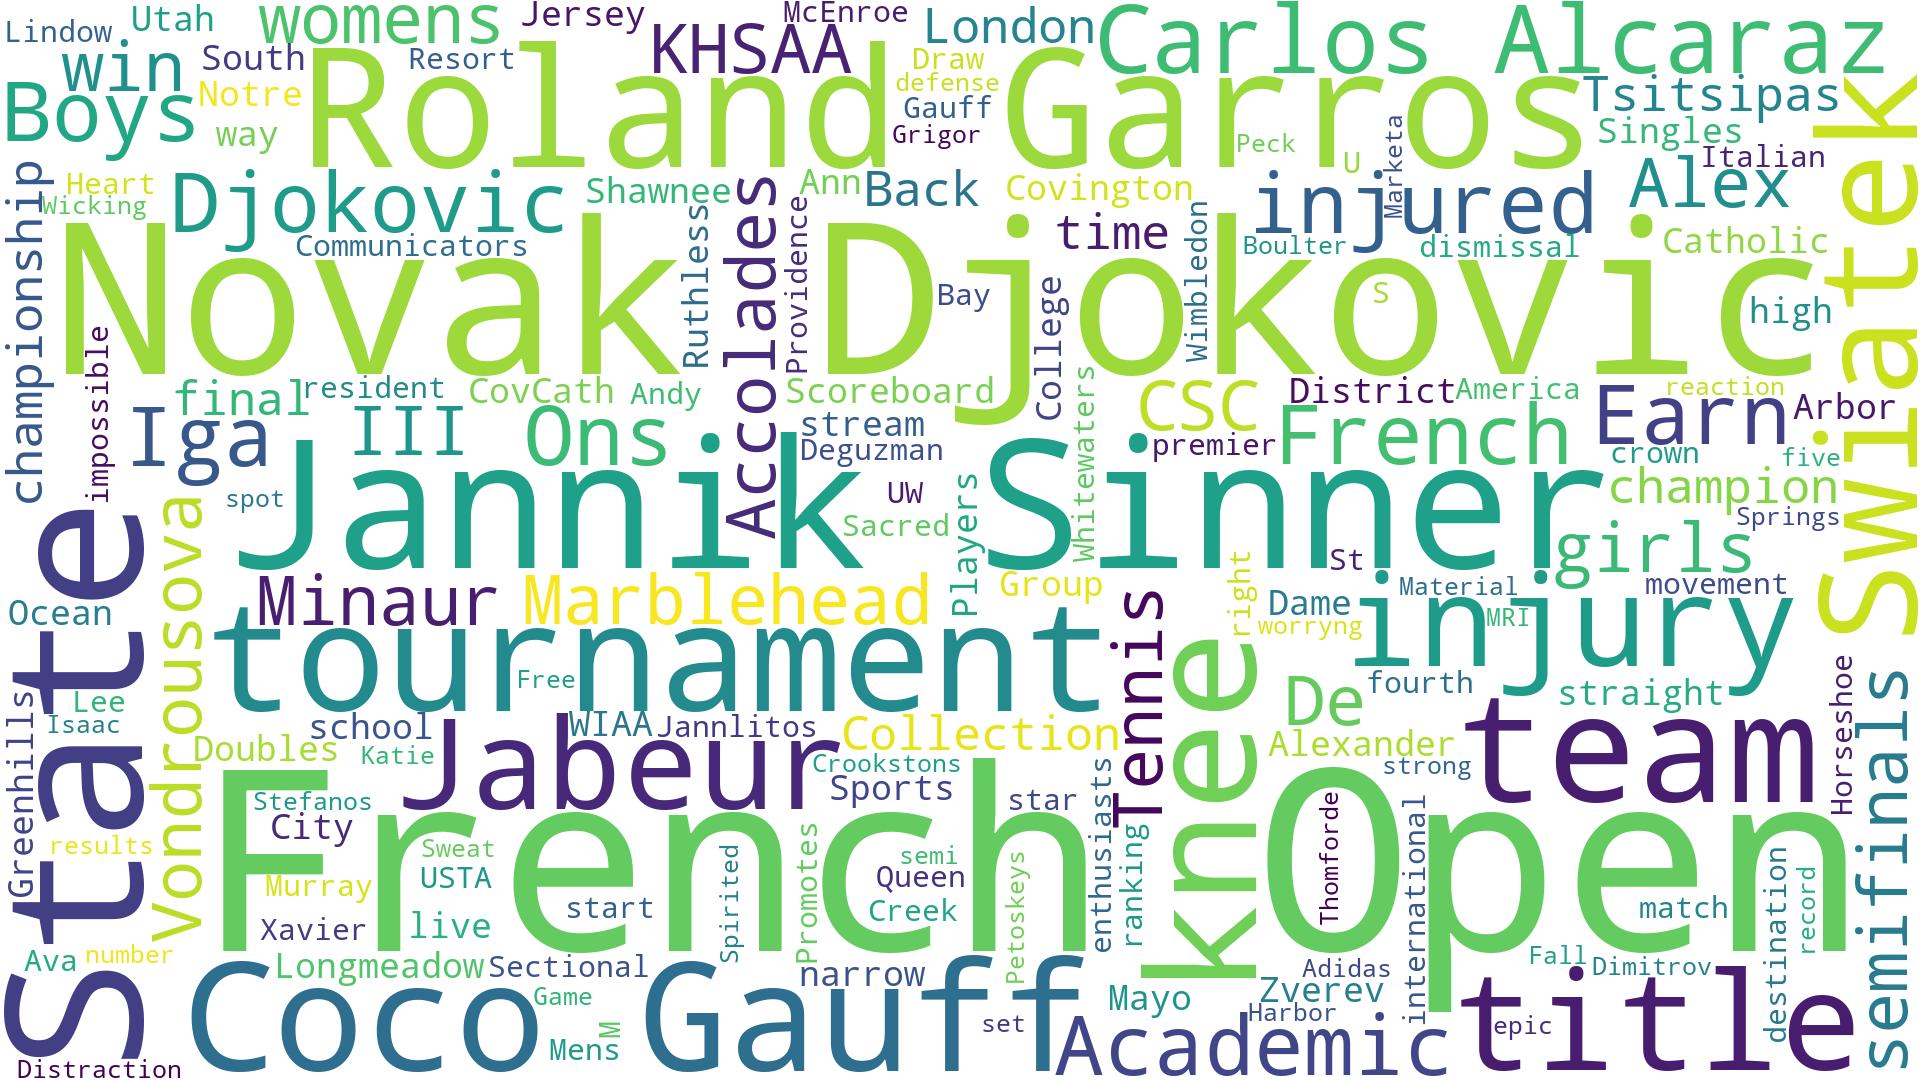 Lindow
Utah
womens
Jersey
McEnroe
KHSAA
London
Carlos Alcaraz
win
South
Resort
Draw
defense
Boys
Notre
Roland Garros
Gauff
Tsitsipas
way
Grigor
Peck
U
Marketa
Singles
Italian
Swiatek
championship
Heart
Wicking
Djokovic
Shawnee
Accolades
Ann
Back
Covington
injured
Alex
Communicators
Ruthless
Providence
time
Wimbledon
Boulter
dismissal
Catholic
Novak Djokovic
Bay
College
S
high
impossible
final
resident
CovCath
Andy
Scoreboard
Whitewaters
CSC
District
America
reaction
Iga
III
Ons
stream
Deguzman
premier
French
Earn
Arbor
crown
five
Jannik Sinner
spot
UW
Sacred
Players
champion
Springs
State
Vondrousova
Minaur
Marblehead
Group
Tennis
right
St
girls
Material
movement
Ocean
tournament
Dame
worryng
injury
MRI
Free
knee
Lee
Isaac
Greenhills
school
WIAA
Jannlitos
Collection
De
fourth
straight
Horseshoe
semifinals
Doubles
Katie
Jabeur
Crookstons
Alexander
strong
team
Stefanos
City
Sports
star
enthusiasts
results
French Open
Sweat
Spirited
Promotes
semi
Petoskeys
ranking
Thomforde
international
destination
record
Murray
USTA
Queen
Xavier
live
start
Creek
match
Ava
number
Longmeadow
Sectional
narrow
Mayo
Zverev
Adidas
Fall
Dimitrov
Coco Gauff
Game
M
Mens
set
Harbor
Academic
title
epic
Distraction